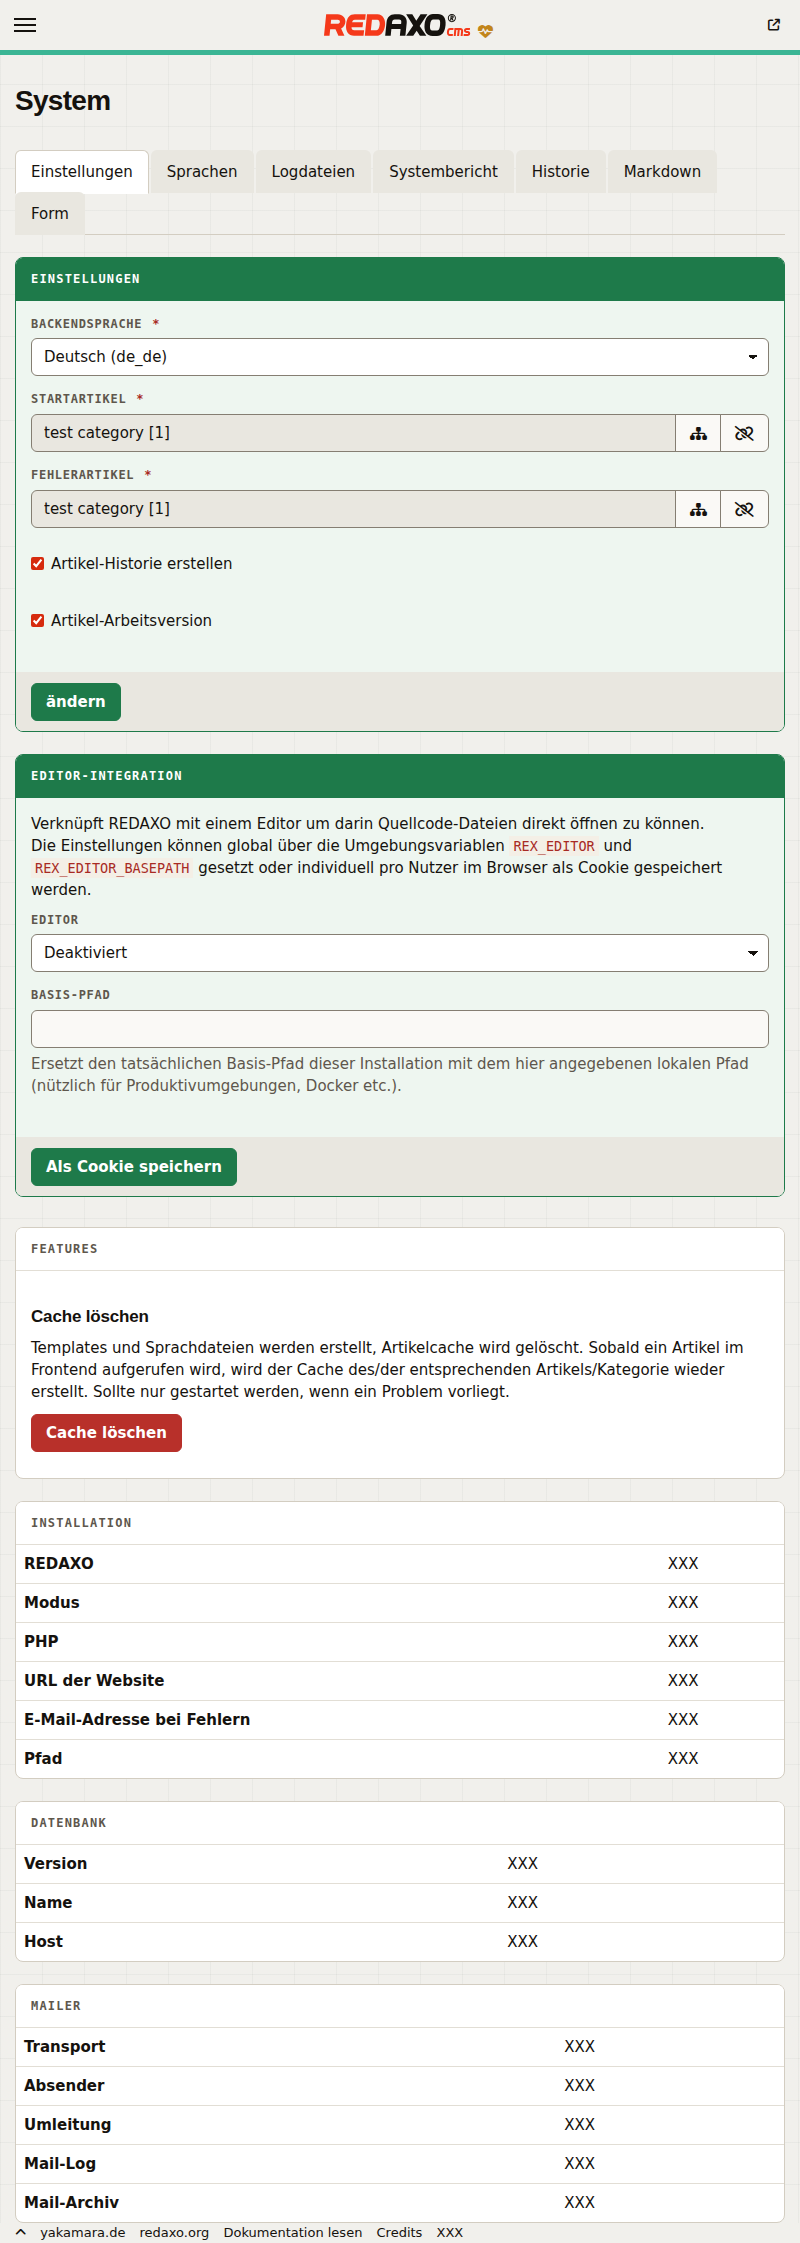 REDAXO® cms
System
Einstellungen Sprachen Logdateien Systembericht Historie Markdown
Form
EINSTELLUNGEN
BACKENDSPRACHE *
Deutsch (de_de)
STARTARTIKEL *
test category [1]
FEHLERARTIKEL *
test category [1]
Artikel-Historie erstellen
Artikel-Arbeitsversion
ändern
EDITOR-INTEGRATION
Verknüpft REDAXO mit einem Editor um darin Quellcode-Dateien direkt öffnen zu können.
Die Einstellungen können global über die Umgebungsvariablen REX_EDITOR und
REX_EDITOR_BASEPATH gesetzt oder individuell pro Nutzer im Browser als Cookie gespeichert
werden.
EDITOR
Deaktiviert
BASIS-PFAD
Ersetzt den tatsächlichen Basis-Pfad dieser Installation mit dem hier angegebenen lokalen Pfad
(nützlich für Produktivumgebungen, Docker etc.).
Als Cookie speichern
FEATURES
Cache löschen
Templates und Sprachdateien werden erstellt, Artikelcache wird gelöscht. Sobald ein Artikel im
Frontend aufgerufen wird, wird der Cache des/der entsprechenden Artikels/Kategorie wieder
erstellt. Sollte nur gestartet werden, wenn ein Problem vorliegt.
Cache löschen
INSTALLATION
REDAXO XXX
Modus XXX
PHP XXX
URL der Website XXX
E-Mail-Adresse bei Fehlern XXX
Pfad XXX
DATENBANK
Version XXX
Name XXX
Host XXX
MAILER
Transport XXX
Absender XXX
Umleitung XXX
Mail-Log XXX
Mail-Archiv XXX
yakamara.de redaxo.org Dokumentation lesen Credits XXX